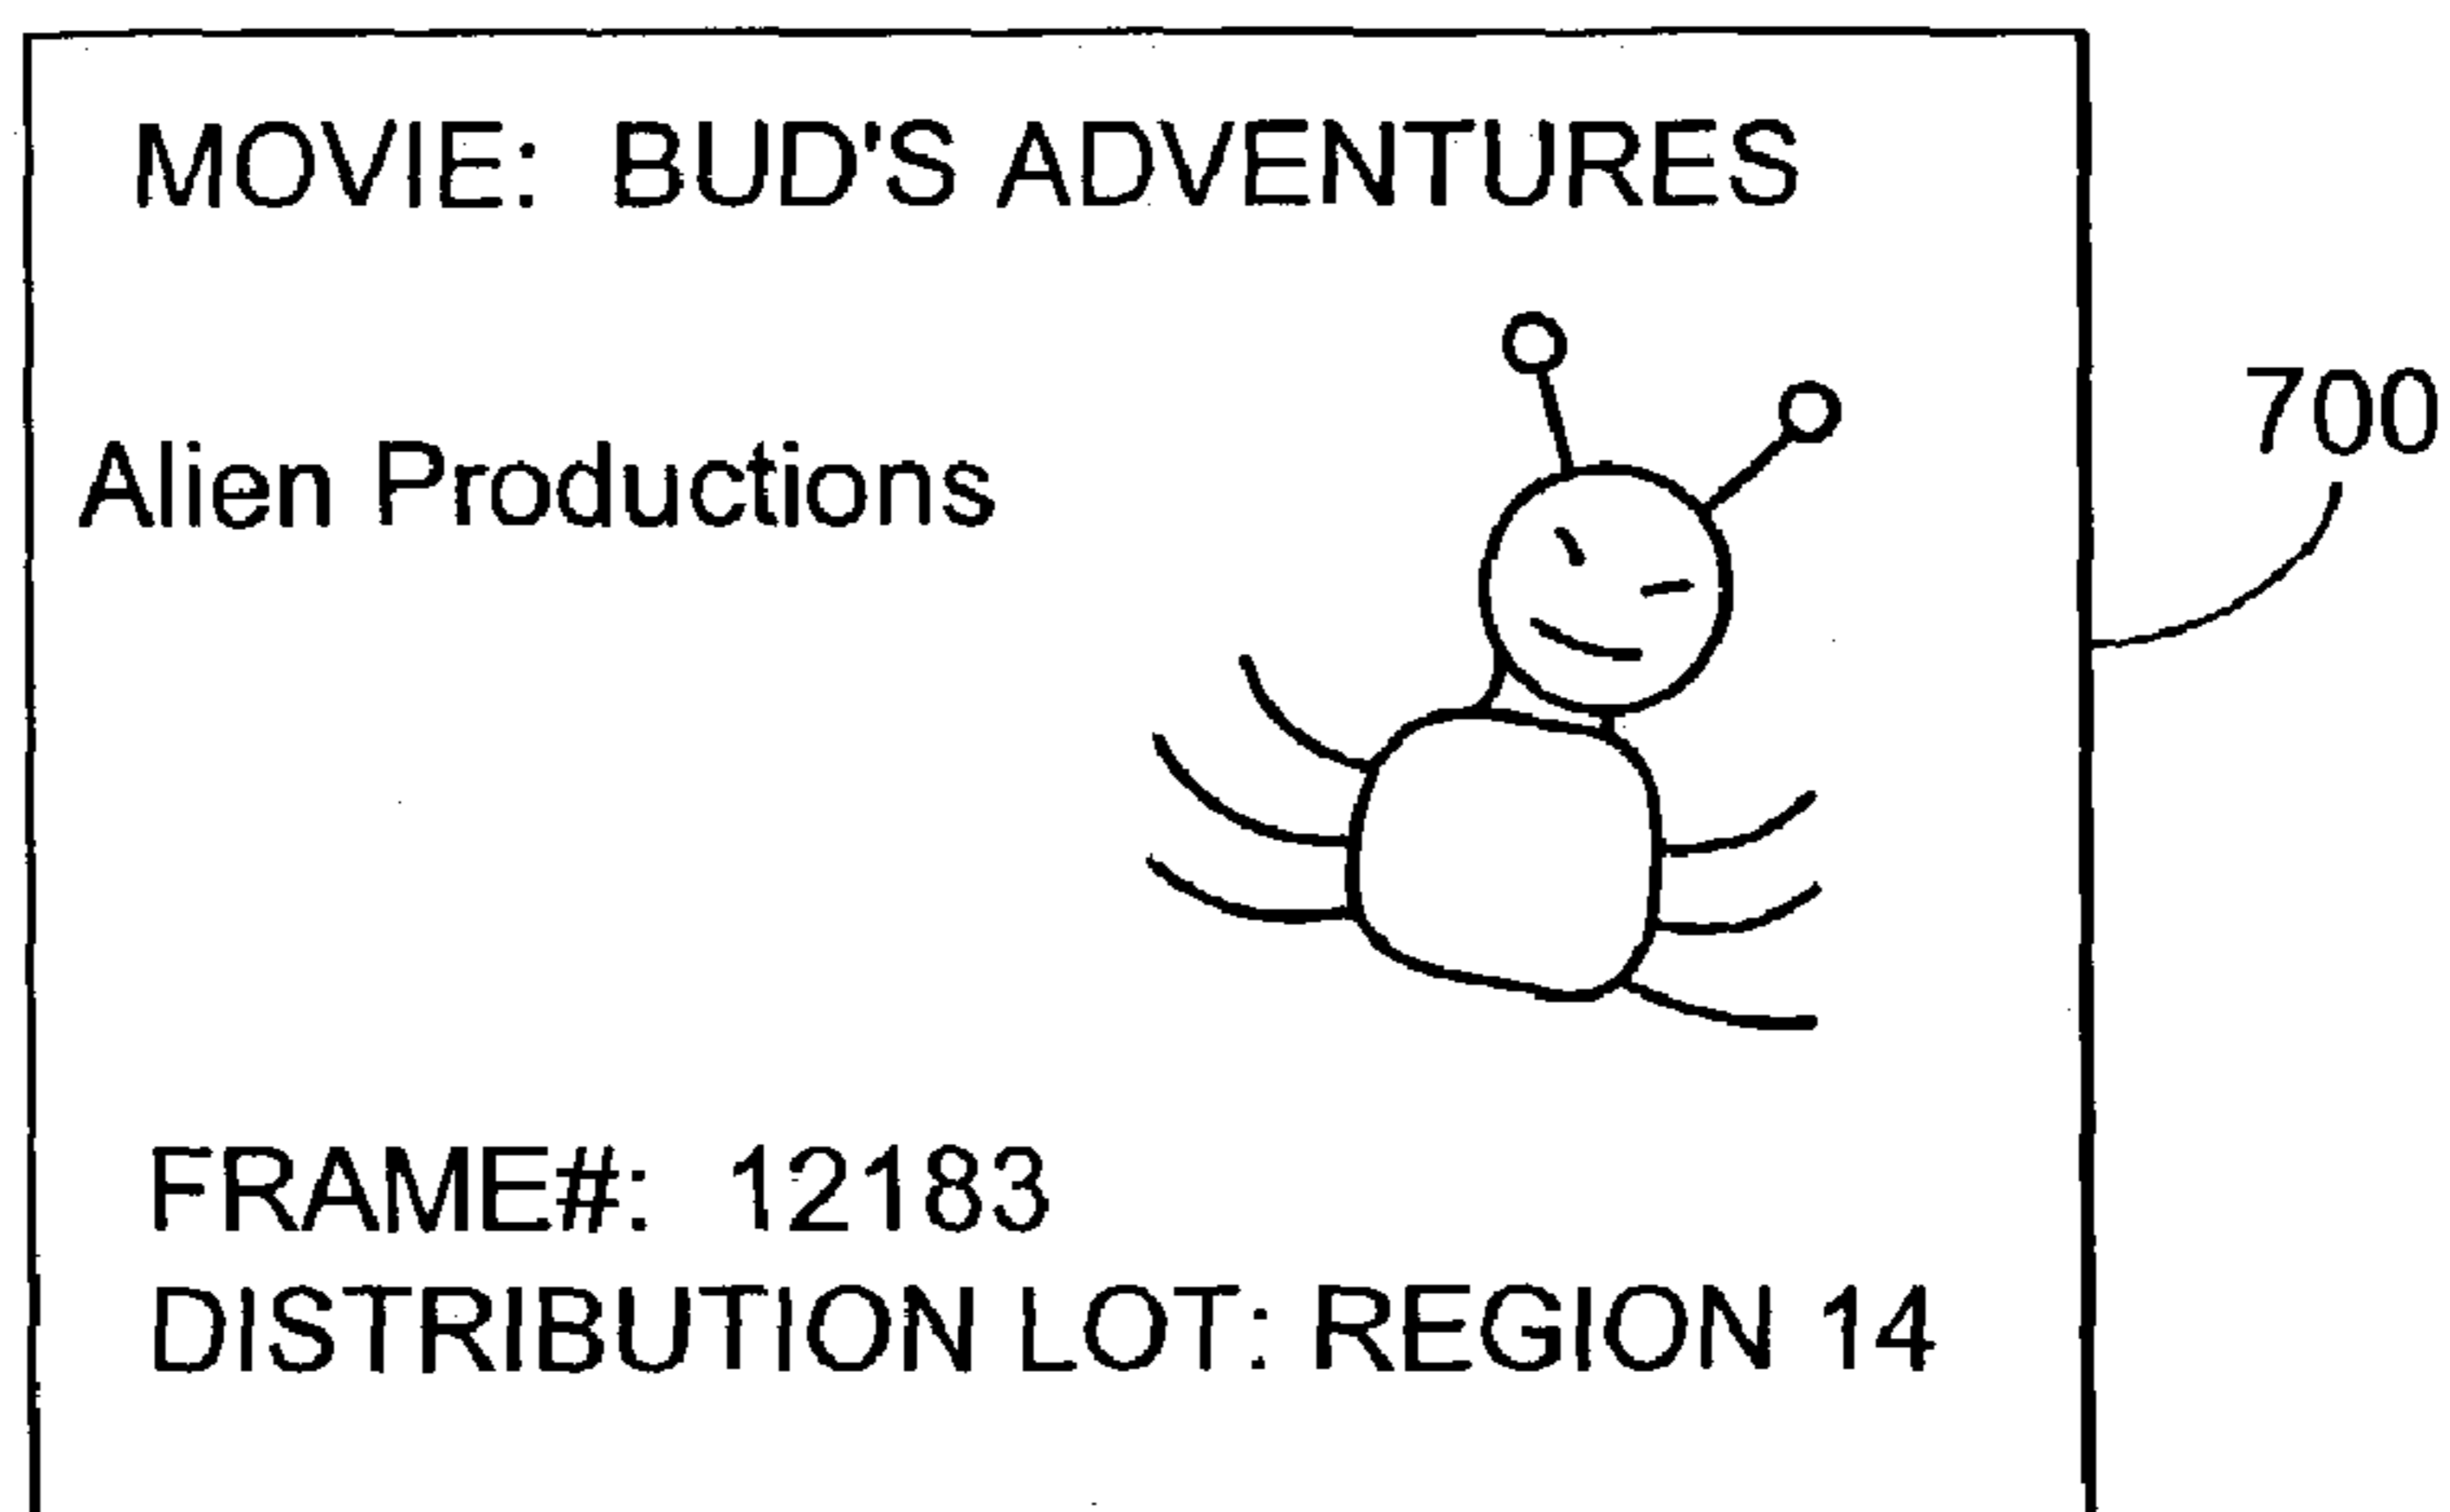 MOVIE: BUD'S ADVENTURES
700
Alien Productions
FRAME#: 12183
DISTRIBUTION LOT: REGION 14